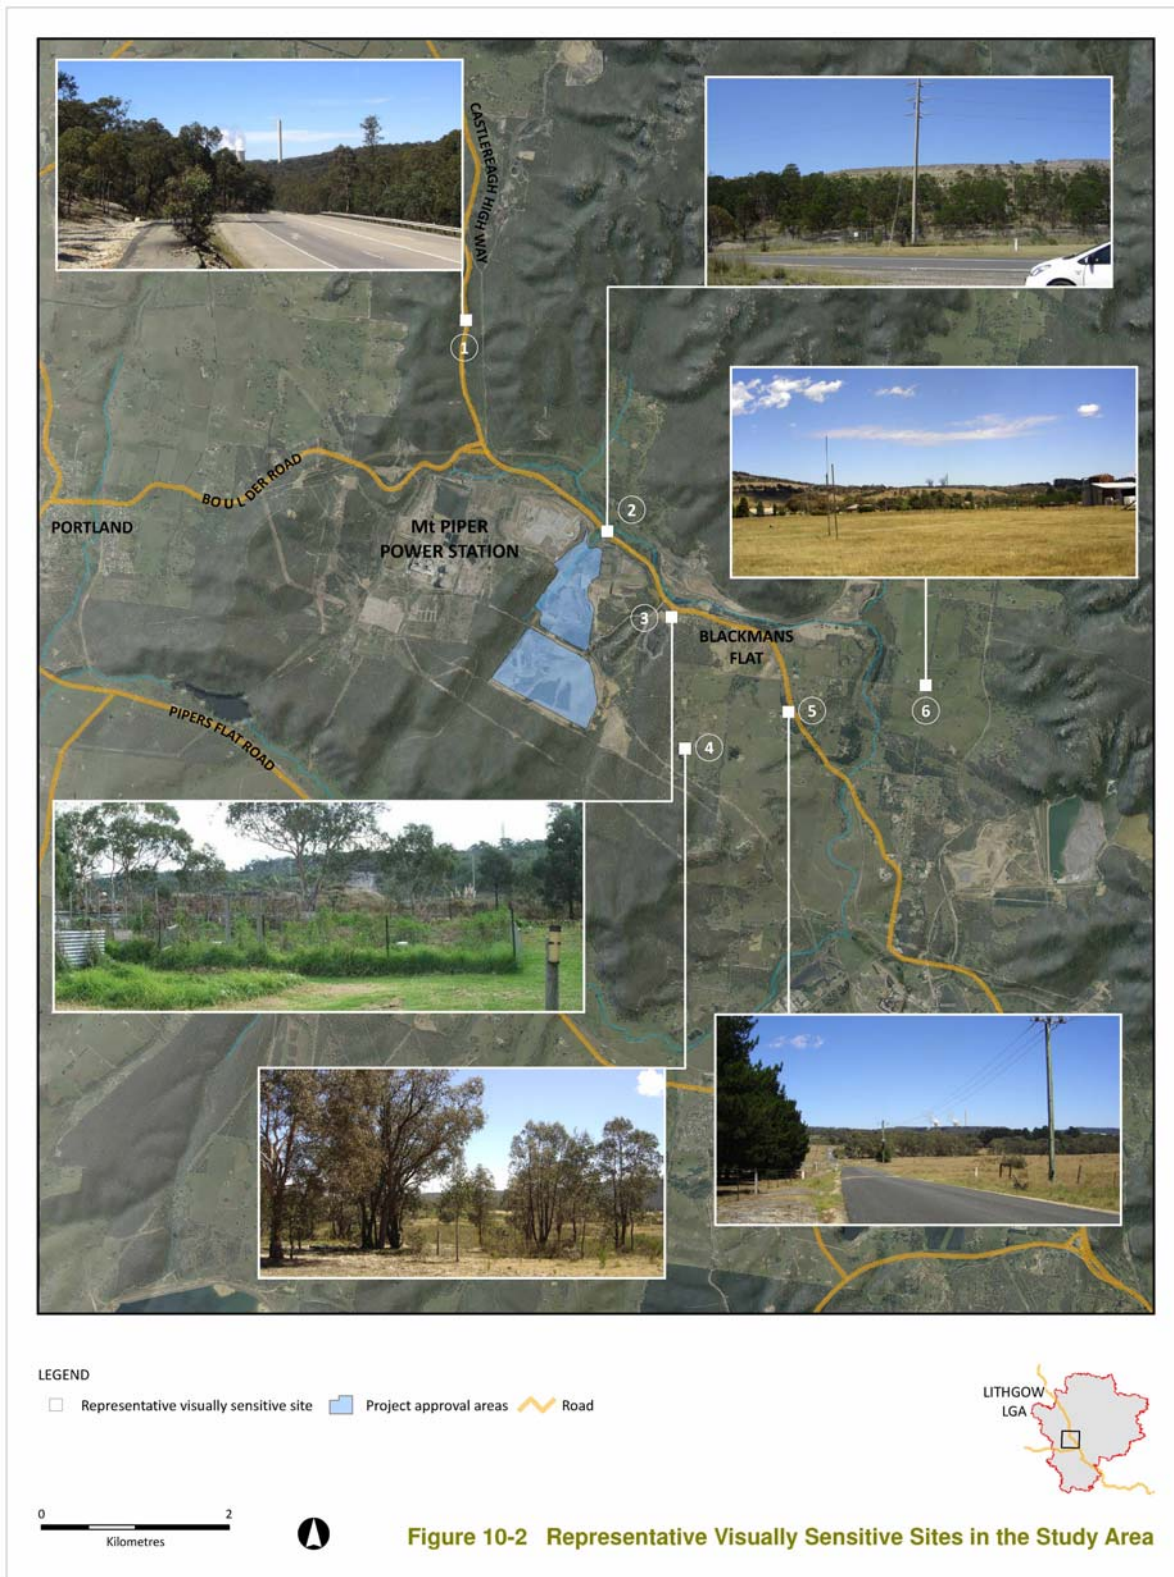 CASTLEREAGH HIGH WAY
1
BOULDER ROAD
PORTLAND
Mt PIPER
POWER STATION
2
3
BLACKMANS
FLAT
5
6
4
PIPERS FLAT ROAD
LEGEND
Representative visually sensitive site
Project approval areas
Road
LITHGOW
LGA
0 2
Kilometres
Figure 10-2 Representative Visually Sensitive Sites in the Study Area